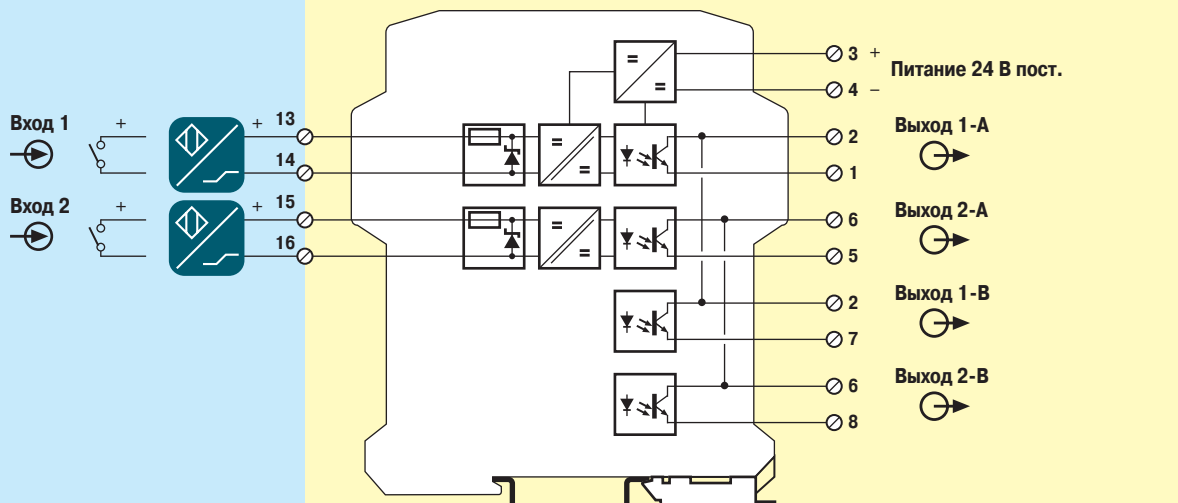 3 +
Питание 24 В пост.
4 –
Вход 1
+
+ 13
14
2
Выход 1-A
1
Вход 2
+
+ 15
16
6
Выход 2-A
5
2
Выход 1-B
7
6
Выход 2-B
8